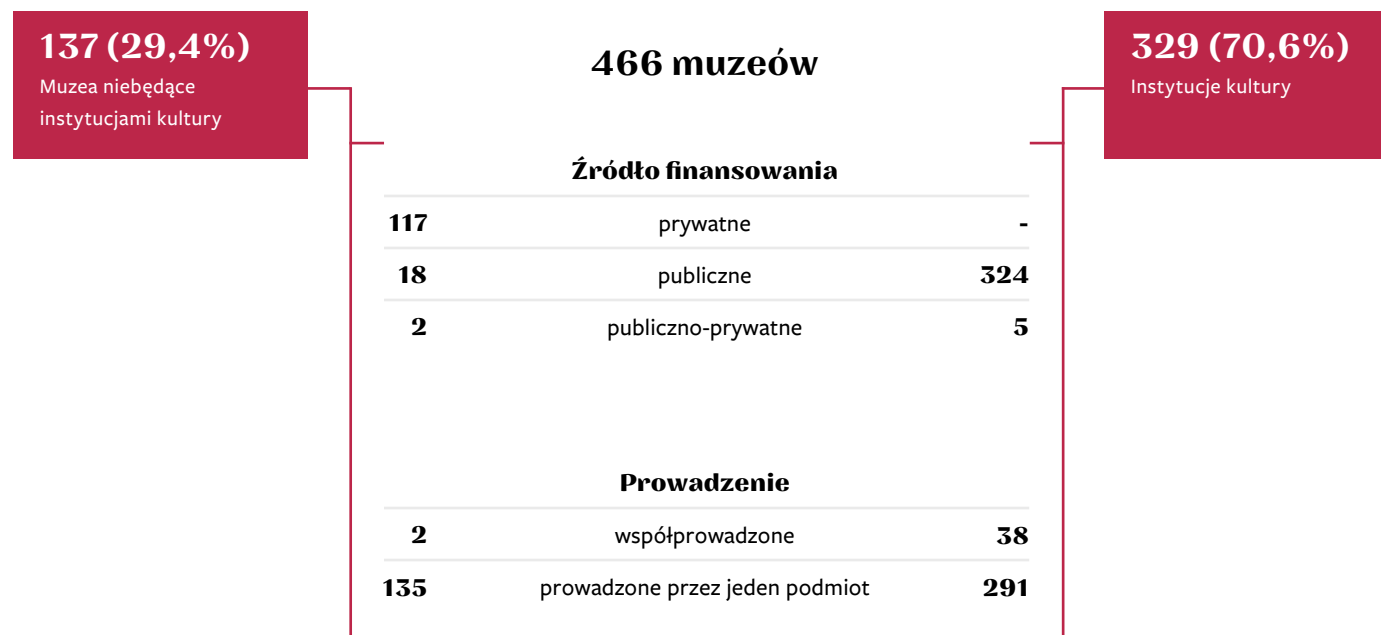 137 (29,4%)
Muzea niebędące
instytucjami kultury
466 muzeów
329 (70,6%)
Instytucje kultury
Źródło finansowania
117 prywatne -
18 publiczne 324
2 publiczno-prywatne 5
Prowadzenie
2 współprowadzone 38
135 prowadzone przez jeden podmiot 291